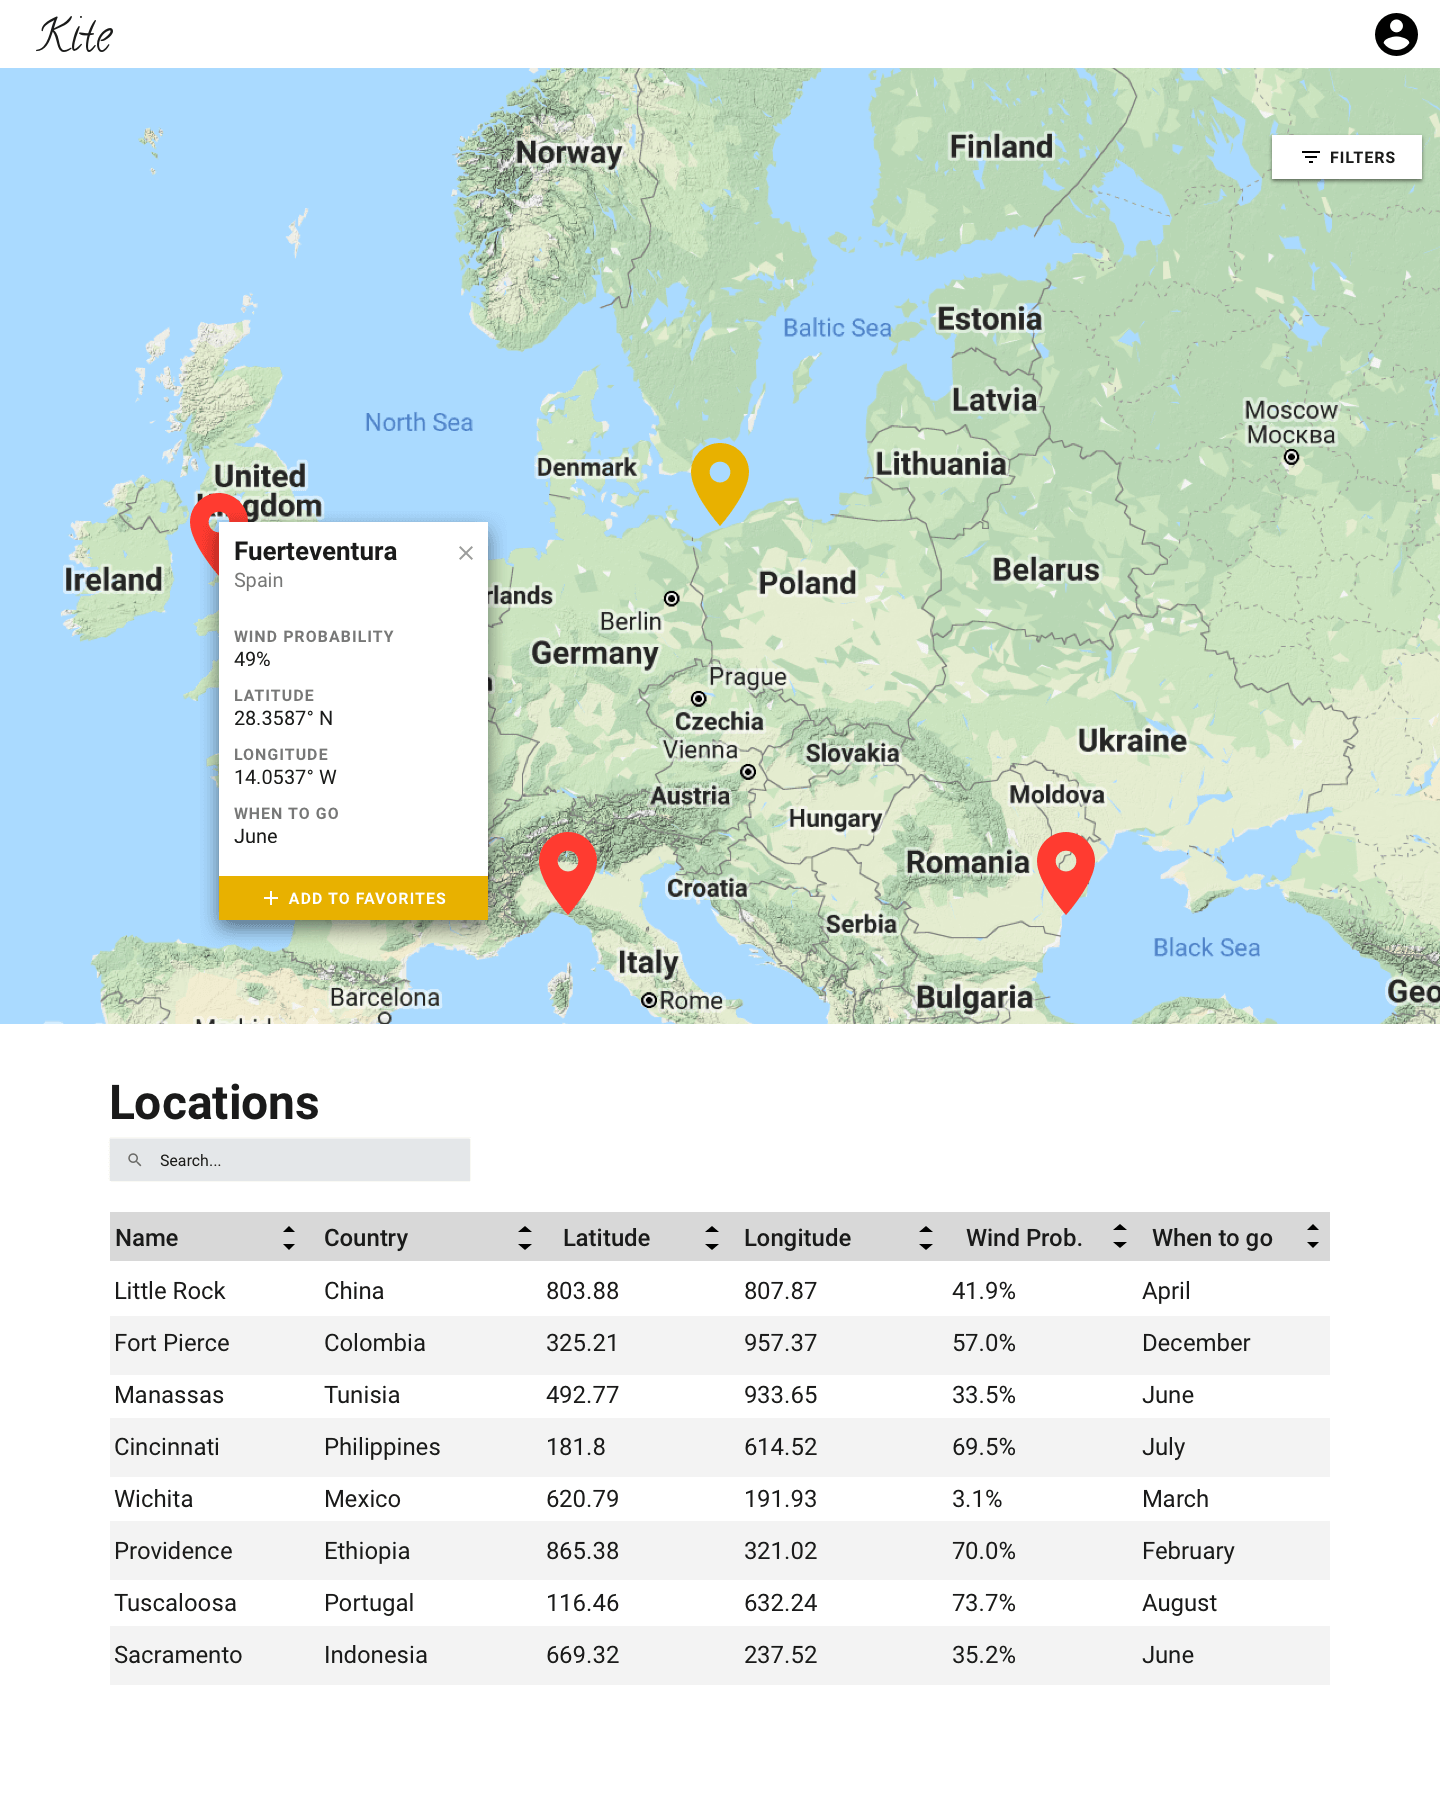 Kite
Norway
Finland
FILTERS
Baltic Sea
Estonia
Latvia
Moscow
Москва
North Sea
Denmark
Lithuania
United
Kingdom
Ireland
Fuerteventura
Spain
WIND PROBABILITY
49%
LATITUDE
28.3587° N
LONGITUDE
14.0537° W
WHEN TO GO
June
+ ADD TO FAVORITES
rlands
Berlin
Poland
Belarus
Germany
Prague
Czechia
Vienna
Slovakia
Ukraine
Austria
Moldova
Hungary
Romania
Croatia
Serbia
Black Sea
Italy
Barcelona
Rome
Bulgaria
Geo
Madrid
Locations
Search...
Name Country Latitude Longitude Wind Prob. When to go
Little Rock China 803.88 807.87 41.9% April
Fort Pierce Colombia 325.21 957.37 57.0% December
Manassas Tunisia 492.77 933.65 33.5% June
Cincinnati Philippines 181.8 614.52 69.5% July
Wichita Mexico 620.79 191.93 3.1% March
Providence Ethiopia 865.38 321.02 70.0% February
Tuscaloosa Portugal 116.46 632.24 73.7% August
Sacramento Indonesia 669.32 237.52 35.2% June